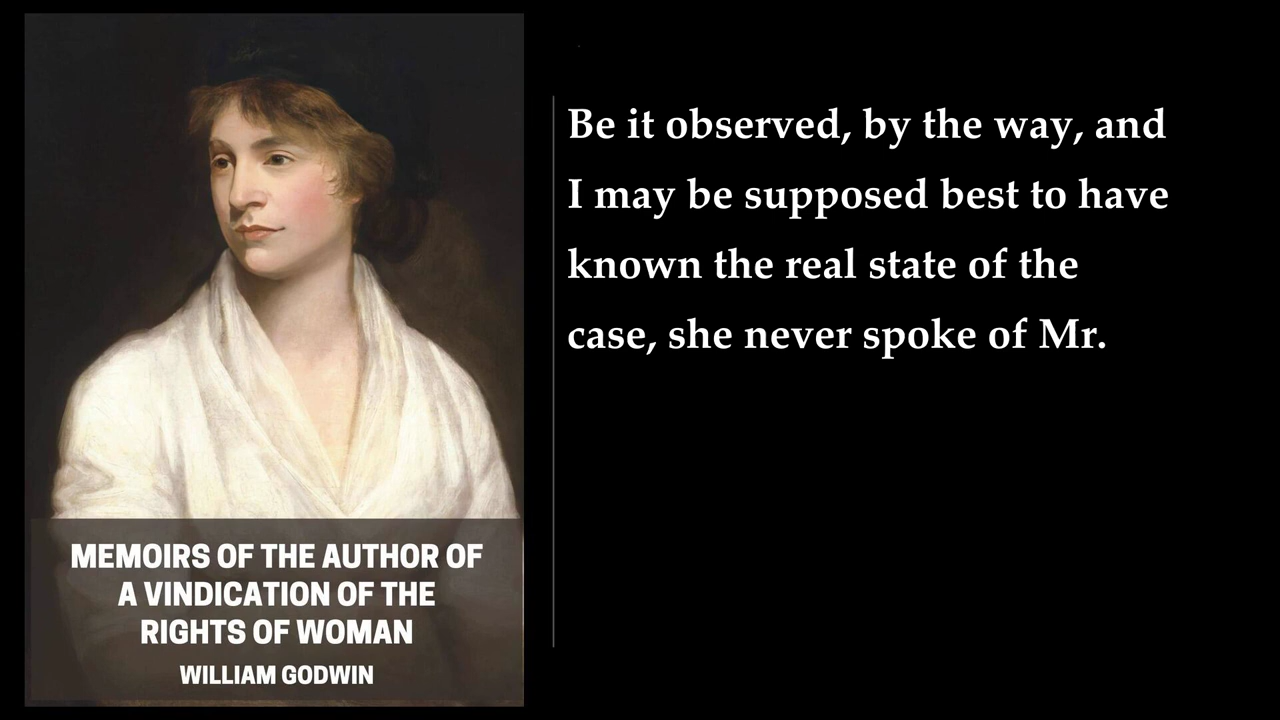 Be it observed, by the way, and
I may be supposed best to have
known the real state of the
case, she never spoke of Mr.
MEMOIRS OF THE AUTHOR OF
A VINDICATION OF THE
RIGHTS OF WOMAN
WILLIAM GODWIN